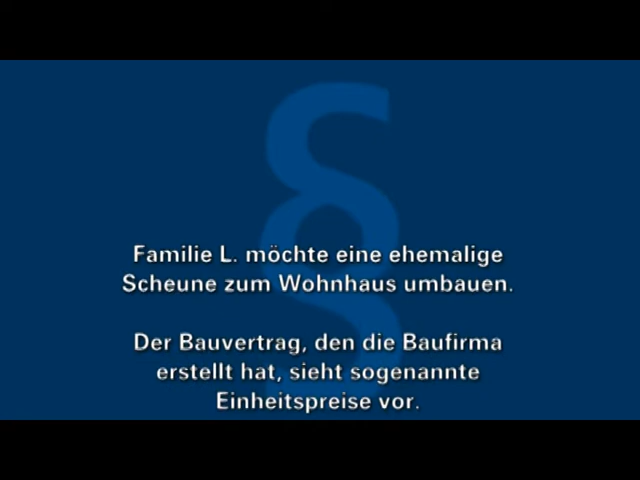 §
Familie L. möchte eine ehemalige
Scheune zum Wohnhaus umbauen.
Der Bauvertrag, den die Baufirma
erstellt hat, sieht sogenannte
Einheitspreise vor.